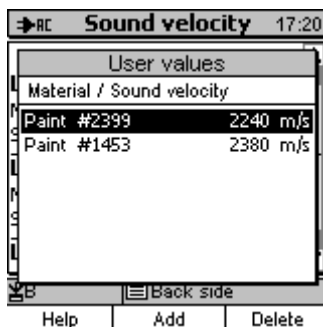 AC Sound velocity 17:20
User values
Material / Sound velocity
Paint #2399 2240 m/s
Paint #1453 2380 m/s
B Back side
Help Add Delete